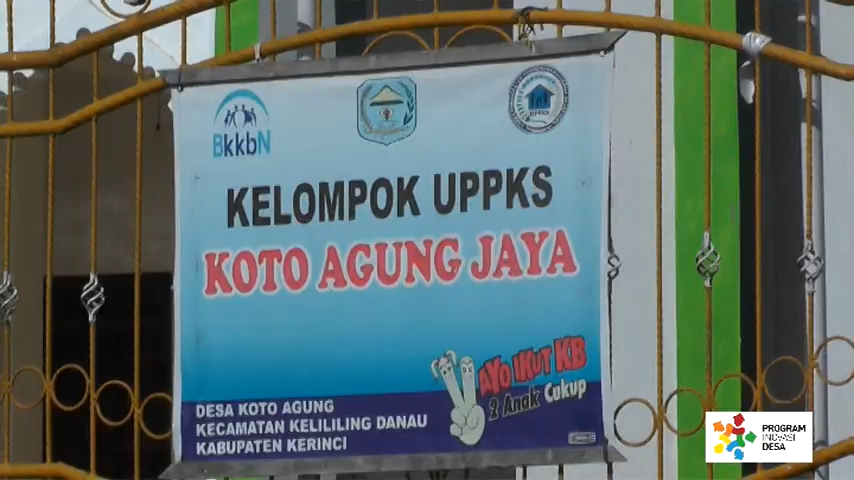 BkkbN
KELOMPOK UPPKS
KOTO AGUNG JAYA
AYO IKUT KB
2 Anak Cukup
DESA KOTO AGUNG
KECAMATAN KELILILING DANAU
KABUPATEN KERINCI
PROGRAM
INOVASI
DESA